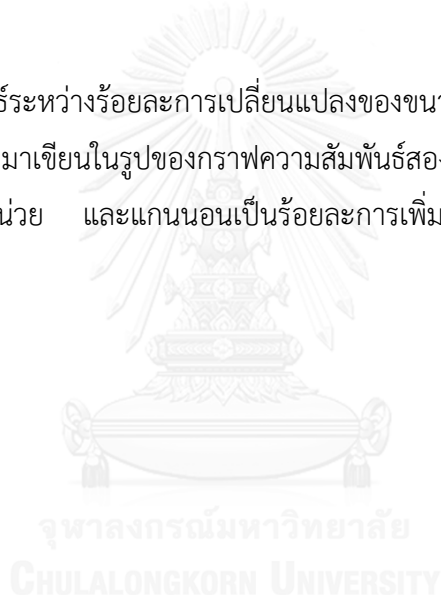 ธ์ระหว่างร้อยละการเปลี่ยนแปลงของขน
มาเขียนในรูปของกราฟความสัมพันธ์สอง
น่วย และแกนนอนเป็นร้อยละการเพิ่ม
จุฬาลงกรณ์มหาวิทยาลัย
CHULALONGKORN UNIVERSITY